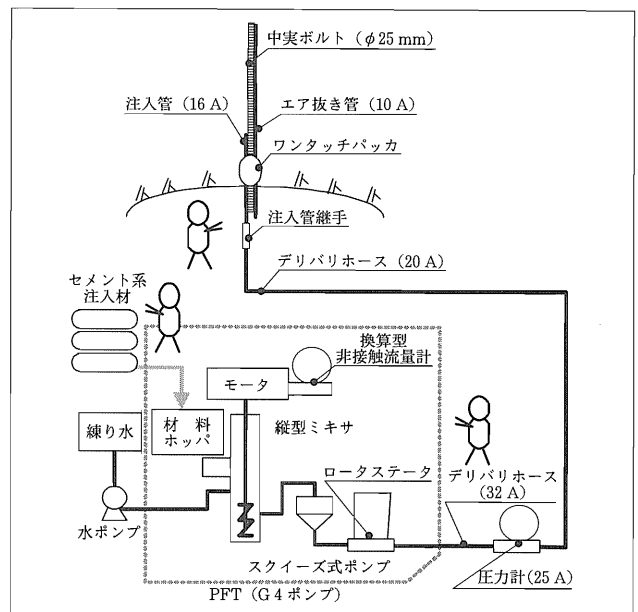 中実ボルト(φ25 mm)
注入管(16 A)
エア抜き管(10 A)
ワンタッチパッカ
注入管継手
デリバリホース(20 A)
セメント系
注入材
換算型
非接触流量計
モータ
練り水
材 料
ホッパ
縦型ミキサ
ロータステータ
デリバリホース
(32 A)
水ポンプ
スクイーズ式ポンプ
圧力計(25 A)
PFT(G 4 ポンプ)